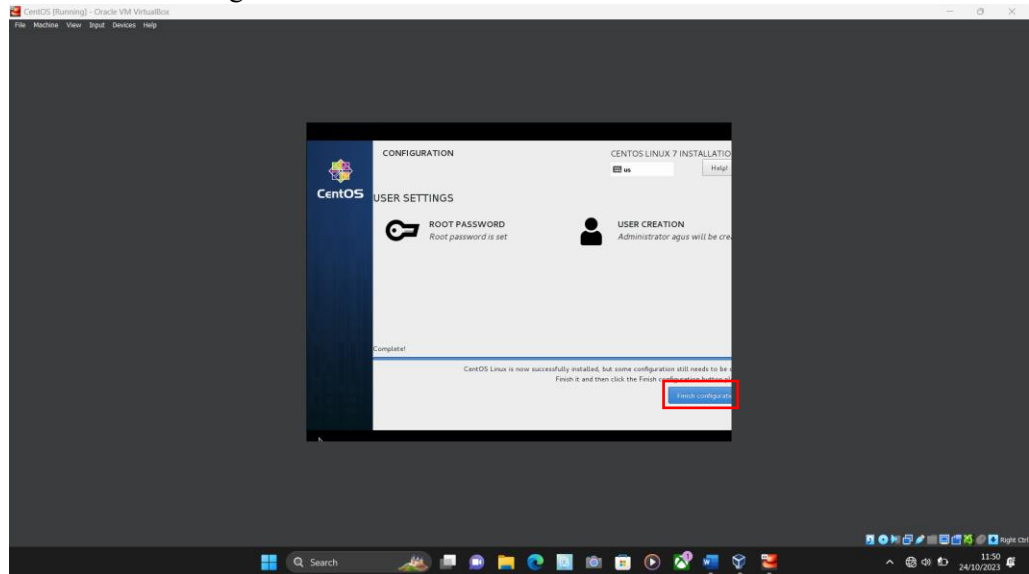 CentOS [Running] - Oracle VM VirtualBox
File Machine View Input Devices Help
CONFIGURATION
CENTOS LINUX 7 INSTALLATIO
us
Help!
CentOS
USER SETTINGS
ROOT PASSWORD
Root password is set
USER CREATION
Administrator agus will be cre
Complete!
CentOS Linux is now successfully installed, but some configuration still needs to be
Finish it and then click the Finish configuration button
Finish configurati
Right Ctrl
Search
11:50
24/10/2023